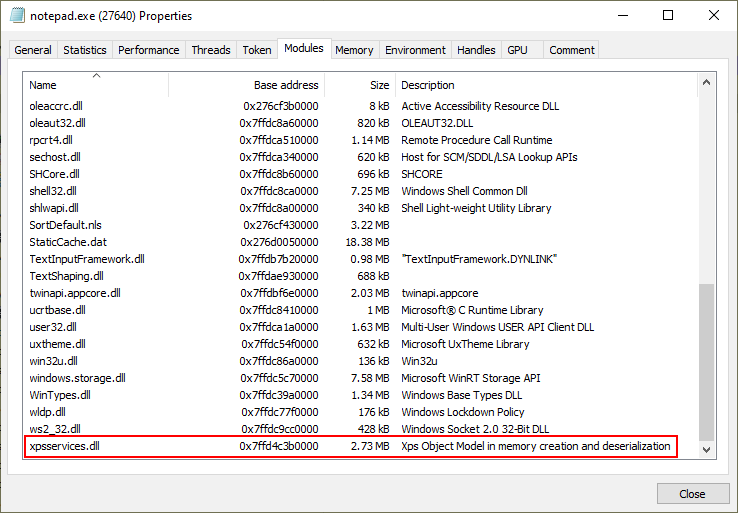 notepad.exe (27640) Properties
General Statistics Performance Threads Token Modules Memory Environment Handles GPU Comment
Name Base address Size Description
oleaccrc.dll 0x276cf3b0000 8 kB Active Accessibility Resource DLL
oleaut32.dll 0x7ffdc8a60000 820 kB OLEAUT32.DLL
rpcrt4.dll 0x7ffdca510000 1.14 MB Remote Procedure Call Runtime
sechost.dll 0x7ffdca340000 620 kB Host for SCM/SDDL/LSA Lookup APIs
SHCore.dll 0x7ffdc8b60000 696 kB SHCORE
shell32.dll 0x7ffdc8ca0000 7.25 MB Windows Shell Common Dll
shlwapi.dll 0x7ffdc8a00000 340 kB Shell Light-weight Utility Library
SortDefault.nls 0x276cf430000 3.22 MB
StaticCache.dat 0x276d0050000 18.38 MB
TextInputFramework.dll 0x7ffdb7b20000 0.98 MB "TextInputFramework.DYNLINK"
TextShaping.dll 0x7ffdae930000 688 kB
twinapi.appcore.dll 0x7ffdbf6e0000 2.03 MB twinapi.appcore
ucrtbase.dll 0x7ffdc8410000 1 MB Microsoft® C Runtime Library
user32.dll 0x7ffdca1a0000 1.63 MB Multi-User Windows USER API Client DLL
uxtheme.dll 0x7ffdc54f0000 632 kB Microsoft UxTheme Library
win32u.dll 0x7ffdc86a0000 136 kB Win32u
windows.storage.dll 0x7ffdc5c70000 7.58 MB Microsoft WinRT Storage API
WinTypes.dll 0x7ffdc39a0000 1.34 MB Windows Base Types DLL
wldp.dll 0x7ffdc77f0000 176 kB Windows Lockdown Policy
ws2_32.dll 0x7ffdc9cc0000 428 kB Windows Socket 2.0 32-Bit DLL
xpsservices.dll 0x7ffd4c3b0000 2.73 MB Xps Object Model in memory creation and deserialization
Close